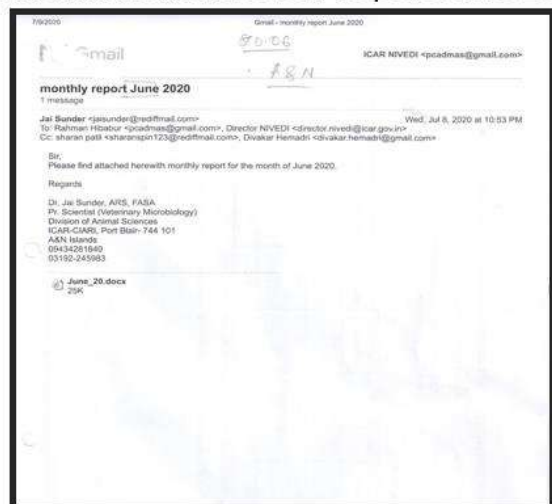 7/9/2020 Gmail - monthly report June 2020
20.06
Gmail ICAR NIVEDI <pcadmas@gmail.com>
A & N
monthly report June 2020
1 message
Jai Sunder <jaisunder@rediffmail.com> Wed, Jul 8, 2020 at 10:53 PM
To: Rahman Hibabur <pcadmas@gmail.com>, Director NIVEDI <director.nivedi@icar.gov.in>
Cc: sharan patil <sharanspin123@rediffmail.com>, Divakar Hemadri <divakar.hemadri@gmail.com>
Sir,
Please find attached herewith monthly report for the month of June 2020.
Regards
Dr. Jai Sunder, ARS, FASA
Pr. Scientist (Veterinary Microbiology)
Division of Animal Sciences
ICAR-CIARI, Port Blair- 744 101
A&N Islands
09434281840
03192-245983
June_20.docx
25K